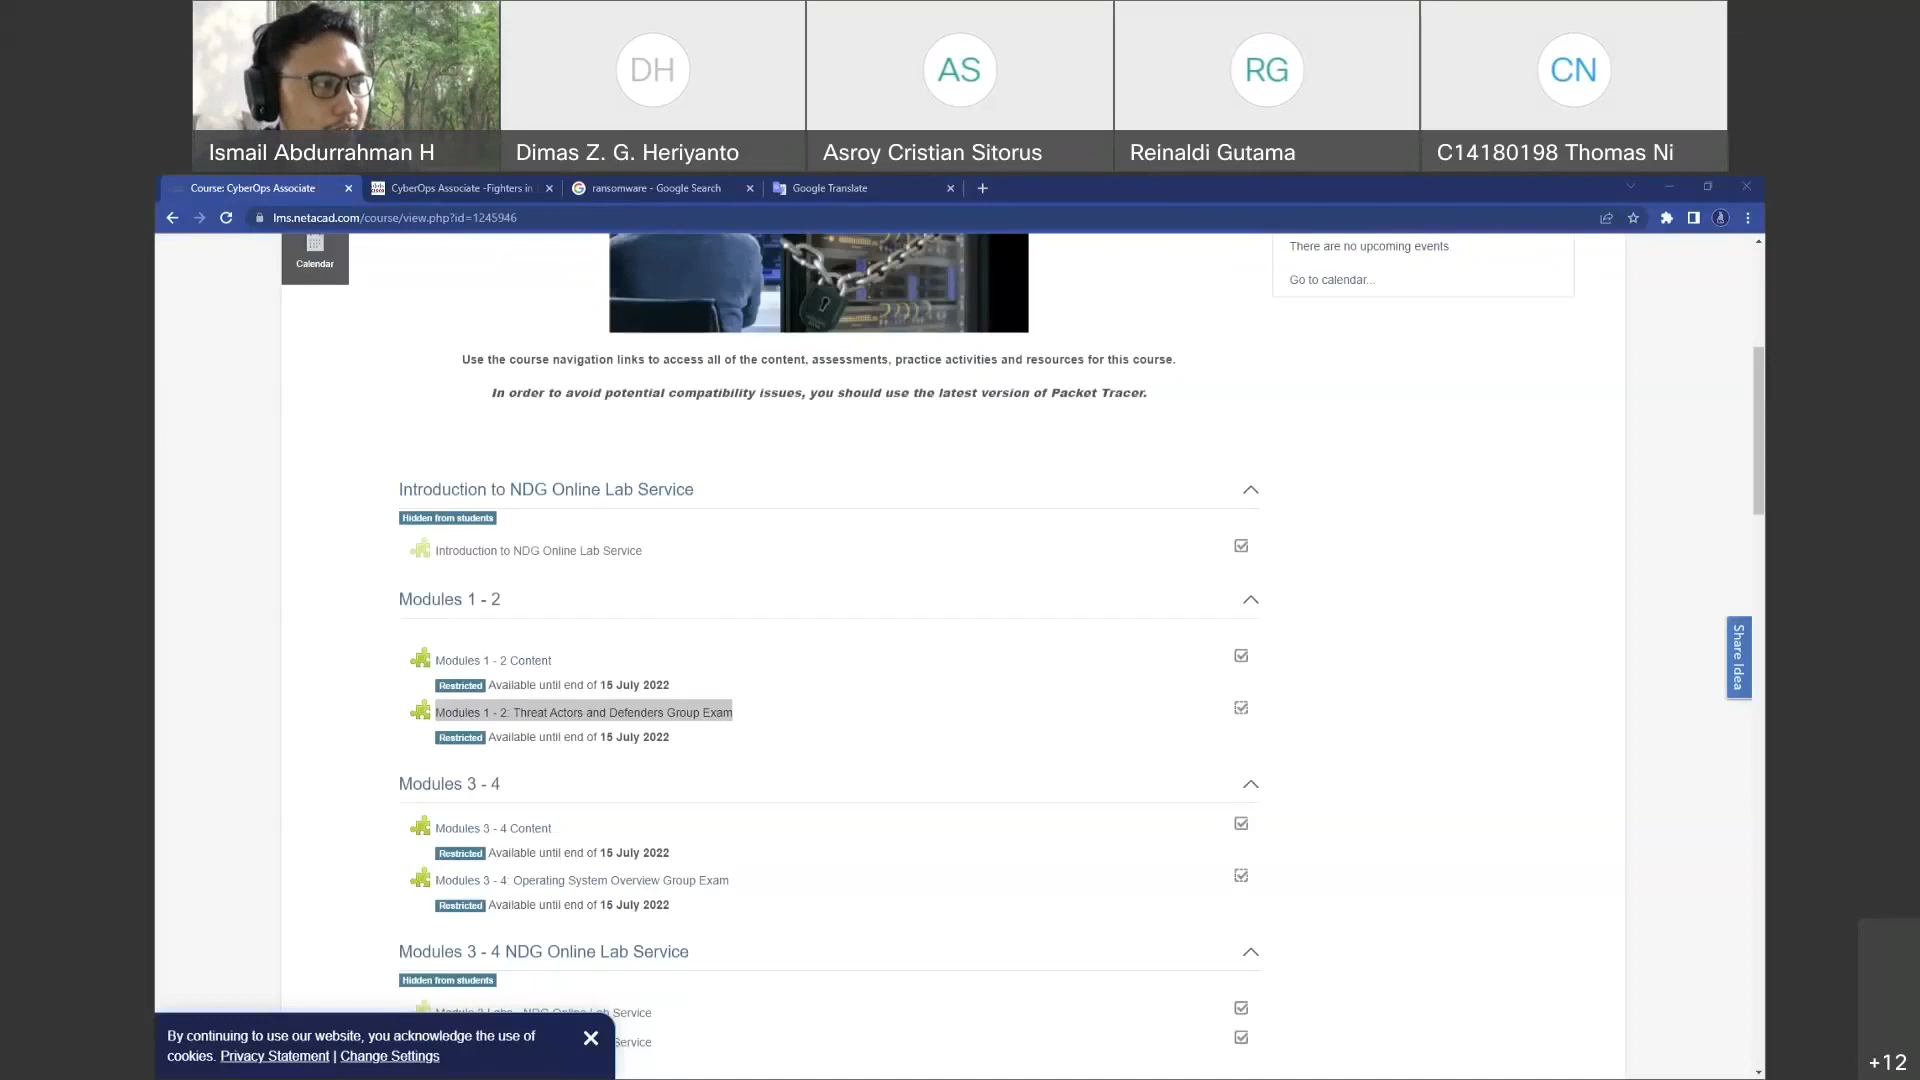 DH
AS
RG
CN
Ismail Abdurrahman H
Dimas Z. G. Heriyanto
Asroy Cristian Sitorus
Reinaldi Gutama
C14180198 Thomas Ni
Course: CyberOps Associate
CyberOps Associate -Fighters in
ransomware - Google Search
Google Translate
lms.netacad.com/course/view.php?id=1245946
Calendar
There are no upcoming events
Go to calendar...
Use the course navigation links to access all of the content, assessments, practice activities and resources for this course.
In order to avoid potential compatibility issues, you should use the latest version of Packet Tracer.
Introduction to NDG Online Lab Service
Hidden from students
Introduction to NDG Online Lab Service
Modules 1 - 2
Modules 1 - 2 Content
Restricted Available until end of 15 July 2022
Modules 1 - 2: Threat Actors and Defenders Group Exam
Restricted Available until end of 15 July 2022
Share Idea
Modules 3 - 4
Modules 3 - 4 Content
Restricted Available until end of 15 July 2022
Modules 3 - 4: Operating System Overview Group Exam
Restricted Available until end of 15 July 2022
Modules 3 - 4 NDG Online Lab Service
Hidden from students
NDG Online Lab Service
Service
By continuing to use our website, you acknowledge the use of
cookies. Privacy Statement | Change Settings
+12